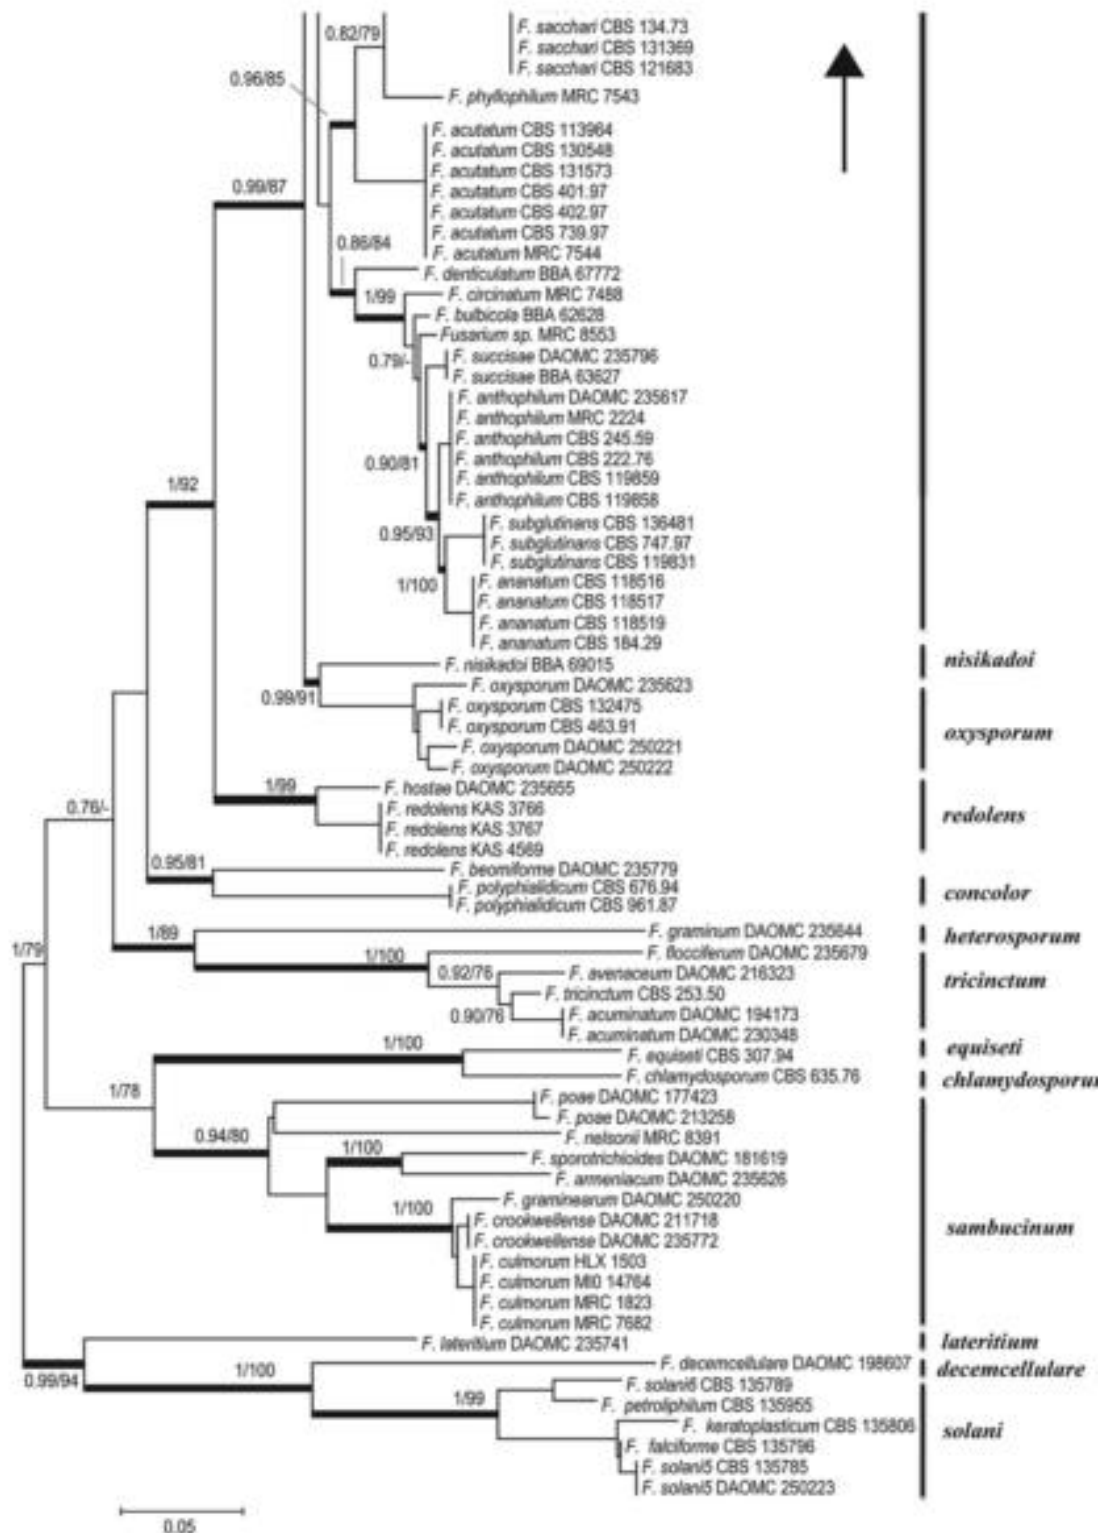 F. sacchari CBS 134.73
0.82/79
F. sacchari CBS 131369
F. sacchari CBS 121683
0.96/85
F. phyllophilum MRC 7543
F. acutatum CBS 113964
F. acutatum CBS 130548
F. acutatum CBS 131573
0.99/87
F. acutatum CBS 401.97
F. acutatum CBS 402.97
F. acutatum CBS 739.97
0.86/84
F. acutatum MRC 7544
F. denticulatum BBA 67772
1/99
F. circinatum MRC 7488
F. bulbicola BBA 62628
Fusarium sp. MRC 8553
0.79/-
F. succisae DAOMC 235796
F. succisae BBA 63627
F. anthophilum DAOMC 235617
F. anthophilum MRC 2224
F. anthophilum CBS 245.59
0.90/81
F. anthophilum CBS 222.76
F. anthophilum CBS 119859
1/92
F. anthophilum CBS 119858
F. subglutinans CBS 136481
0.95/93
F. subglutinans CBS 747.97
F. subglutinans CBS 119831
1/100
F. ananatum CBS 118516
F. ananatum CBS 118517
F. ananatum CBS 118519
F. ananatum CBS 184.29
F. nisikadoi BBA 69015
nisikadoi
0.99/91
F. oxysporum DAOMC 235623
F. oxysporum CBS 132475
F. oxysporum CBS 463.91
oxysporum
F. oxysporum DAOMC 250221
F. oxysporum DAOMC 250222
1/99
F. hostae DAOMC 235655
0.76/-
F. redolens KAS 3766
redolens
F. redolens KAS 3767
F. redolens KAS 4569
0.95/81
F. beomiforme DAOMC 235779
F. polyphialidicum CBS 676.94
concolor
F. polyphialidicum CBS 961.87
1/89
F. graminum DAOMC 235644
heterosporum
1/79
1/100
F. flocciferum DAOMC 235679
0.92/76
F. avenaceum DAOMC 216323
tricinctum
F. tricinctum CBS 253.50
0.90/76
F. acuminatum DAOMC 194173
F. acuminatum DAOMC 230348
1/100
F. equiseti CBS 307.94
equiseti
F. chlamydosporum CBS 635.76
chlamydosporu
1/78
F. poae DAOMC 177423
F. poae DAOMC 213258
0.94/80
F. nelsonii MRC 8391
1/100
F. sporotrichioides DAOMC 181619
F. armeniacum DAOMC 235626
1/100
F. graminearum DAOMC 250220
F. crookwellense DAOMC 211718
sambucinum
F. crookwellense DAOMC 235772
F. culmorum HLX 1503
F. culmorum MI0 14764
F. culmorum MRC 1823
F. culmorum MRC 7682
F. lateritium DAOMC 235741
lateritium
0.99/94
1/100
F. decemcellulare DAOMC 198607
decemcellulare
F. solani6 CBS 135789
1/99
F. petroliphilum CBS 135955
F. keratoplasticum CBS 135806
solani
F. falciforme CBS 135796
F. solani5 CBS 135785
F. solani5 DAOMC 250223
0.05